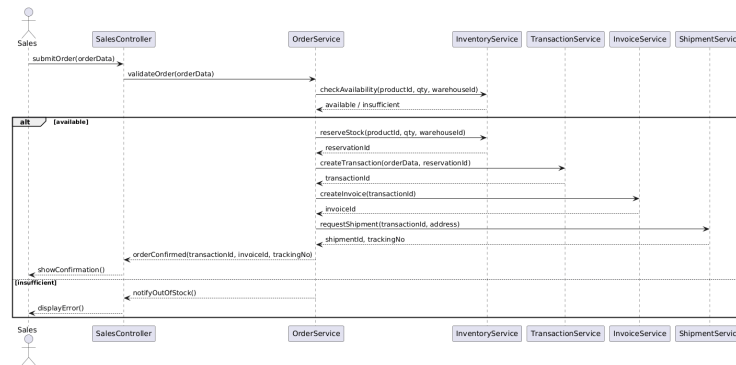 Sales
SalesController
OrderService
InventoryService
TransactionService
InvoiceService
ShipmentServic
submitOrder(orderData)
validateOrder(orderData)
checkAvailability(productId, qty, warehouseId)
available / insufficient
alt [available]
reserveStock(productId, qty, warehouseId)
reservationId
createTransaction(orderData, reservationId)
transactionId
createInvoice(transactionId)
invoiceId
requestShipment(transactionId, address)
shipmentId, trackingNo
orderConfirmed(transactionId, invoiceId, trackingNo)
showConfirmation()
[insufficient]
notifyOutOfStock()
displayError()
Sales
SalesController
OrderService
InventoryService
TransactionService
InvoiceService
ShipmentServic